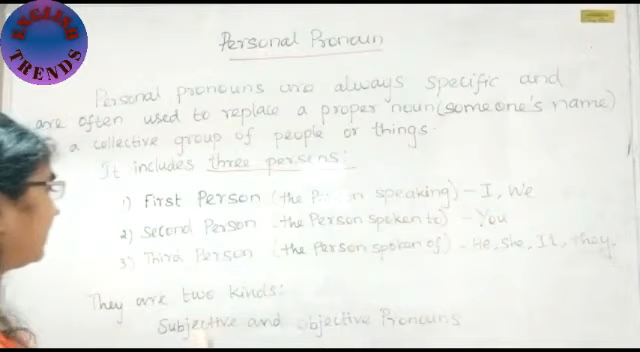 ENGLISH
TRENDS
Personal Pronoun
Personal pronouns are always specific and
are often used to replace a proper noun (someone's name)
a collective group of people or things.
It includes three persens:
1) First Person (the Person speaking) - I, We
2) Second Person (the Person spoken to) - You
3) Third Person (the Person spoken of) - He, she, It, they.
They are two kinds:
Subjective and objective Pronouns